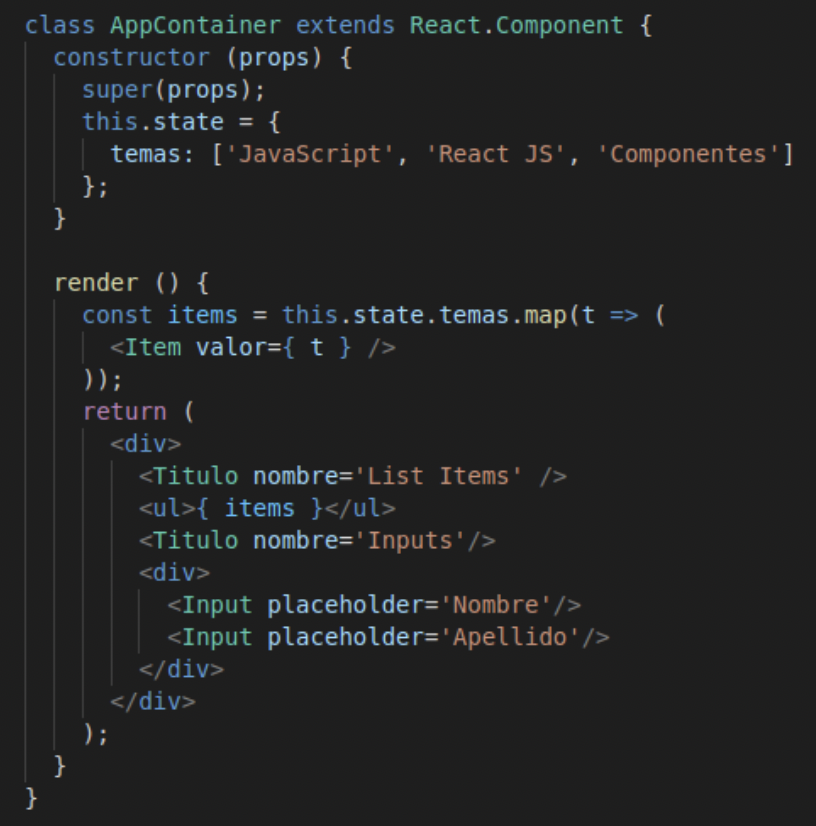 class AppContainer extends React.Component {
  constructor (props) {
    super(props);
    this.state = {
      temas: ['JavaScript', 'React JS', 'Componentes']
    };
  }

  render () {
    const items = this.state.temas.map(t => (
      <Item valor={ t } />
    ));
    return (
      <div>
        <Titulo nombre='List Items' />
        <ul>{ items }</ul>
        <Titulo nombre='Inputs'/>
        <div>
          <Input placeholder='Nombre'/>
          <Input placeholder='Apellido'/>
        </div>
      </div>
    );
  }
}